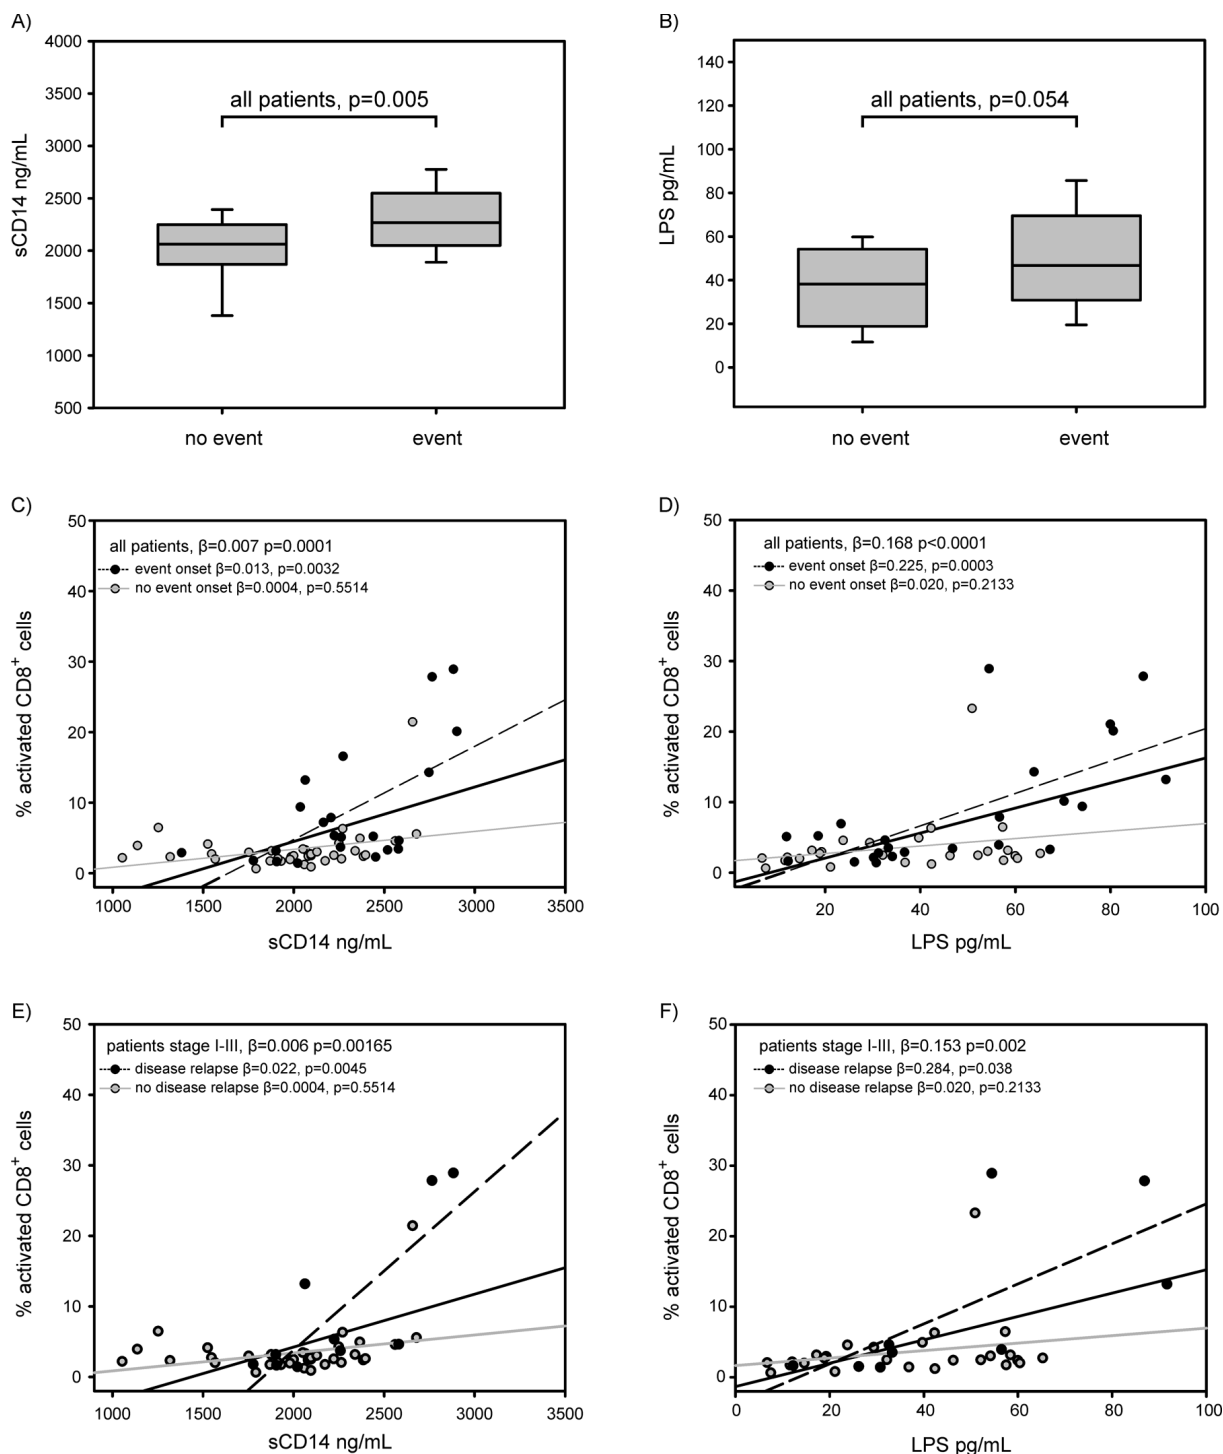 A)
4000
3500
3000
2500
2000
1500
1000
500
sCD14 ng/mL
all patients, p=0.005
no event
event
B)
140
120
100
80
60
40
20
0
LPS pg/mL
all patients, p=0.054
no event
event
C)
50
40
30
20
10
0
% activated CD8⁺ cells
all patients, β=0.007 p=0.0001
event onset β=0.013, p=0.0032
no event onset β=0.0004, p=0.5514
1000 1500 2000 2500 3000 3500
sCD14 ng/mL
D)
50
40
30
20
10
0
% activated CD8⁺ cells
all patients, β=0.168 p<0.0001
event onset β=0.225, p=0.0003
no event onset β=0.020, p=0.2133
20 40 60 80 100
LPS pg/mL
E)
50
40
30
20
10
0
% activated CD8⁺ cells
patients stage I-III, β=0.006 p=0.00165
disease relapse β=0.022, p=0.0045
no disease relapse β=0.0004, p=0.5514
1000 1500 2000 2500 3000 3500
sCD14 ng/mL
F)
50
40
30
20
10
0
% activated CD8⁺ cells
patients stage I-III, β=0.153 p=0.002
disease relapse β=0.284, p=0.038
no disease relapse β=0.020, p=0.2133
0 20 40 60 80 100
LPS pg/mL